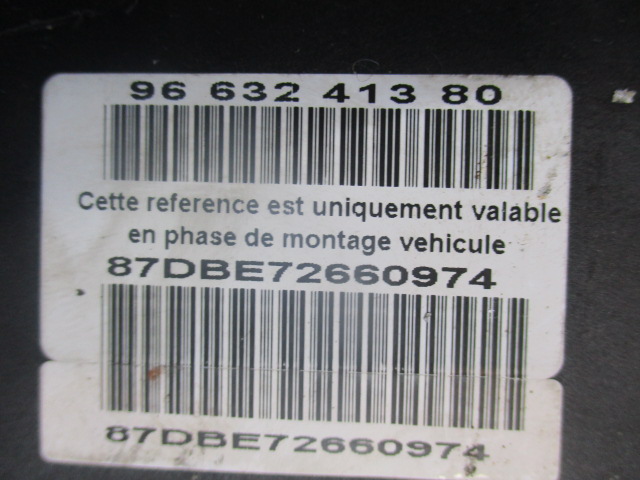 96 632 413 80
Cette reference est uniquement valable
en phase de montage vehicule
87DBE72660974
87DBE72660974